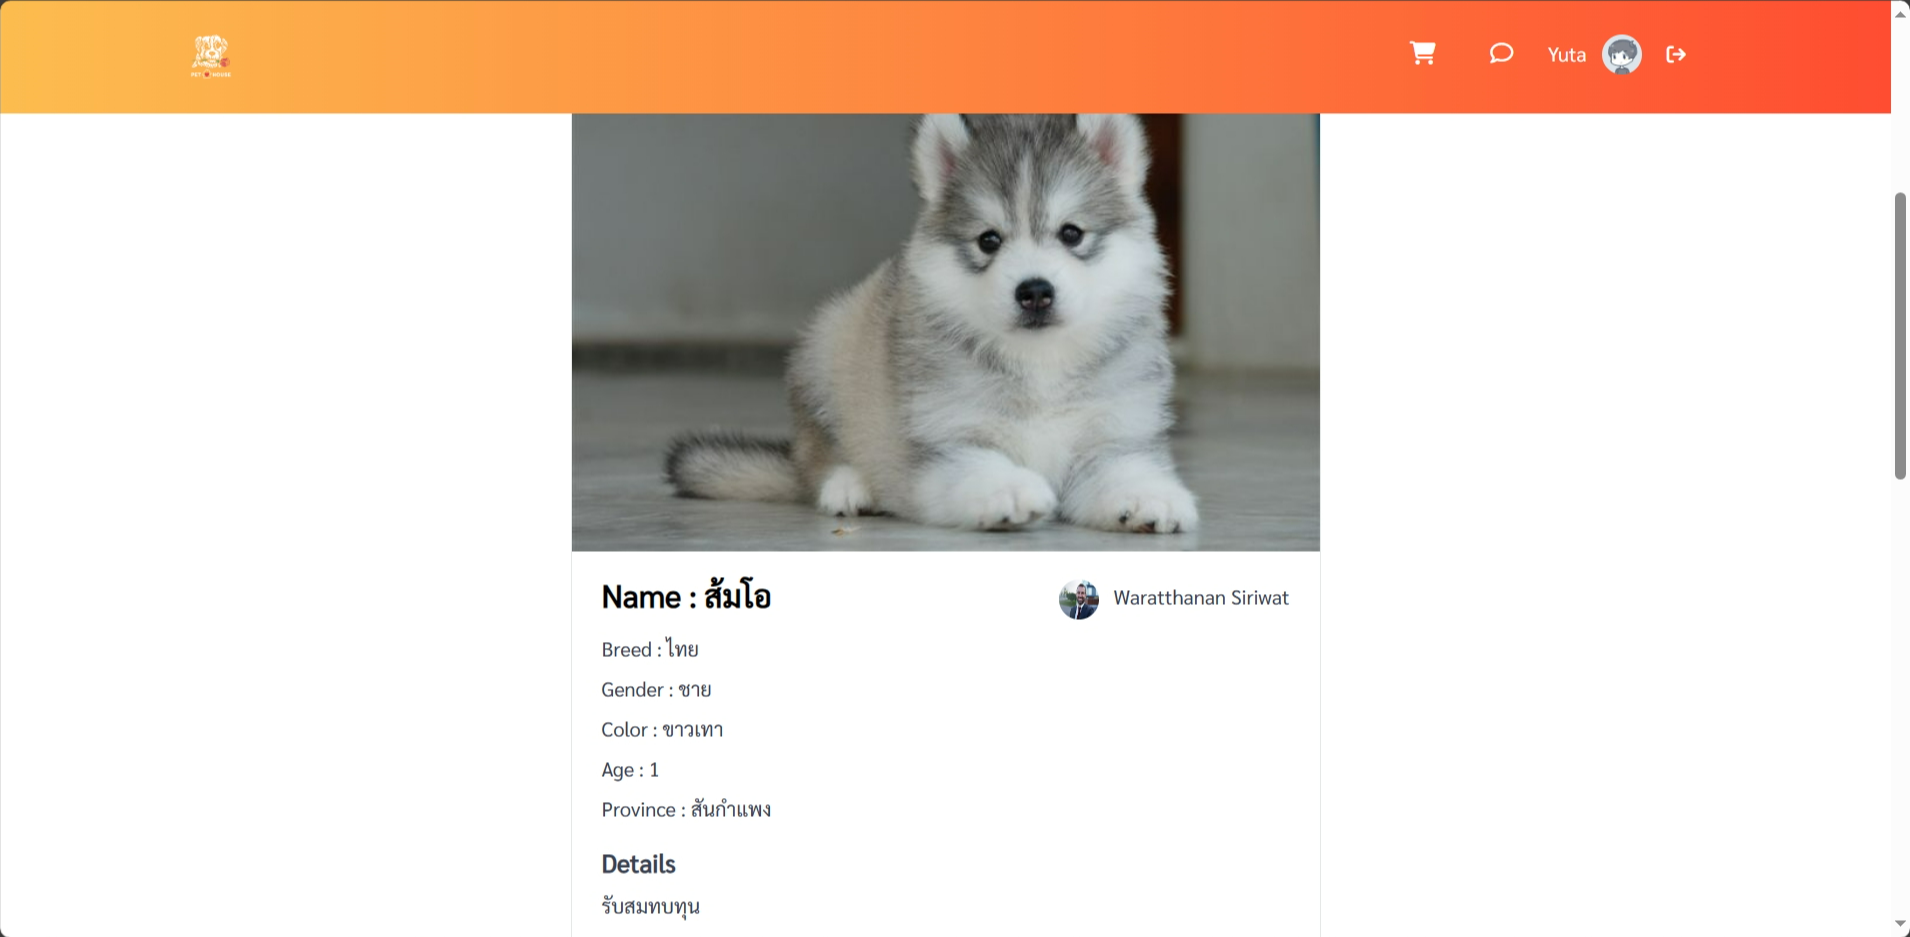 PET HOUSE
Yuta
Name : ส้มโอ
Waratthanan Siriwat
Breed : ไทย
Gender : ชาย
Color : ขาวเทา
Age : 1
Province : สันกำแพง
Details
รับสมทบทุน